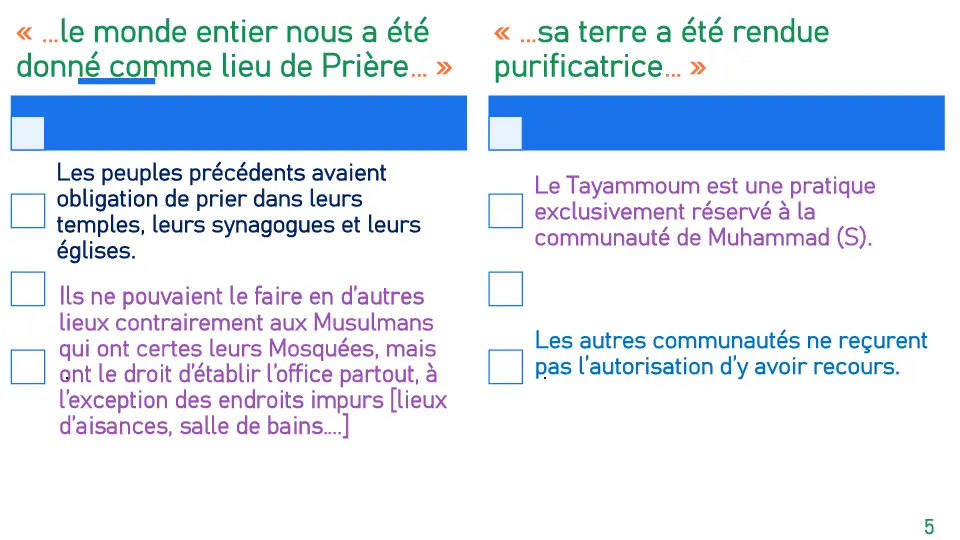 « ...le monde entier nous a été
donné comme lieu de Prière... »
Les peuples précédents avaient
obligation de prier dans leurs
temples, leurs synagogues et leurs
églises.
Ils ne pouvaient le faire en d’autres
lieux contrairement aux Musulmans
qui ont certes leurs Mosquées, mais
ont le droit d’établir l’office partout, à
l’exception des endroits impurs [lieux
d’aisances, salle de bains....]
« ...sa terre a été rendue
purificatrice... »
Le Tayammoum est une pratique
exclusivement réservé à la
communauté de Muhammad (S).
Les autres communautés ne reçurent
pas l’autorisation d’y avoir recours.
5